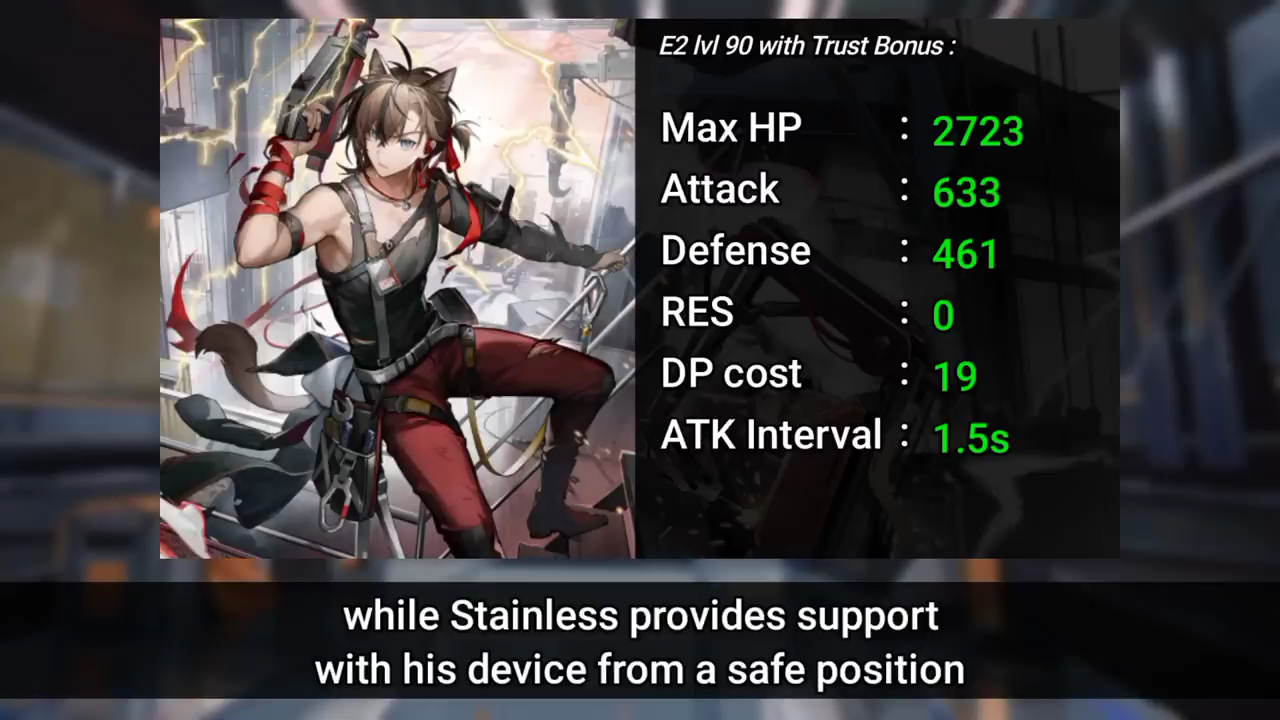 E2 lvl 90 with Trust Bonus :
Max HP : 2723
Attack : 633
Defense : 461
RES : 0
DP cost : 19
ATK Interval : 1.5s
while Stainless provides support
with his device from a safe position